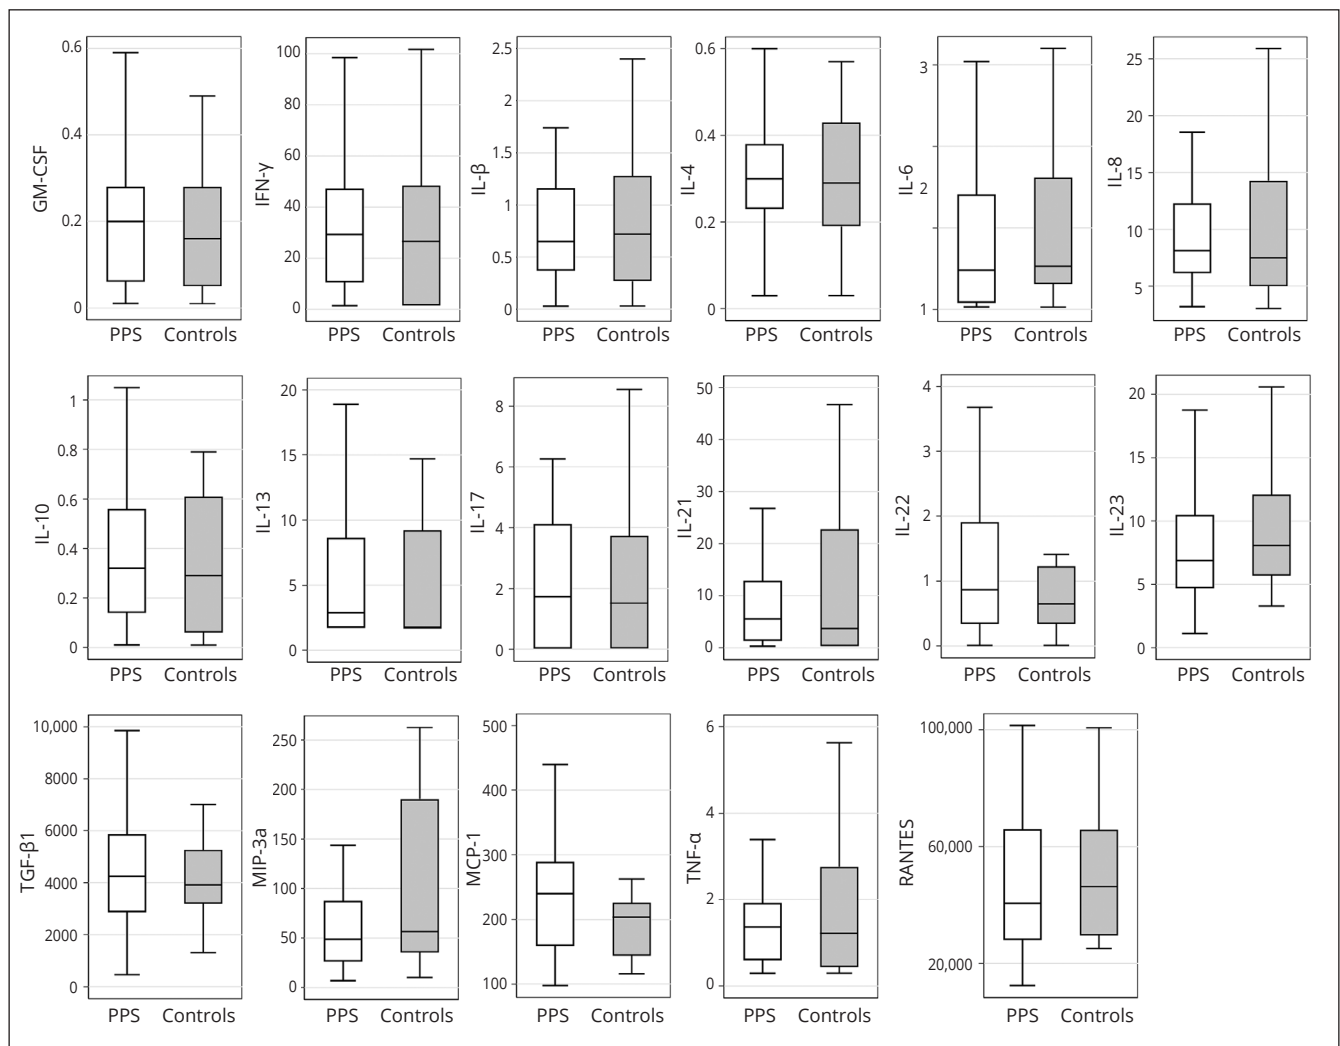 GM-CSF
0.6
0.4
0.2
0
PPS Controls
IFN-γ
100
80
60
40
20
0
PPS Controls
IL-β
2.5
2
1.5
1
0.5
0
PPS Controls
IL-4
0.6
0.4
0.2
0
PPS Controls
IL-6
3
2
1
PPS Controls
IL-8
25
20
15
10
5
PPS Controls
IL-10
1
0.8
0.6
0.4
0.2
0
PPS Controls
IL-13
20
15
10
5
0
PPS Controls
IL-17
8
6
4
2
0
PPS Controls
IL-21
50
40
30
20
10
0
PPS Controls
IL-22
4
3
2
1
0
PPS Controls
IL-23
20
15
10
5
0
PPS Controls
TGF-β1
10,000
8000
6000
4000
2000
0
PPS Controls
MIP-3a
250
200
150
100
50
0
PPS Controls
MCP-1
500
400
300
200
100
PPS Controls
TNF-α
6
4
2
0
PPS Controls
RANTES
100,000
60,000
20,000
PPS Controls